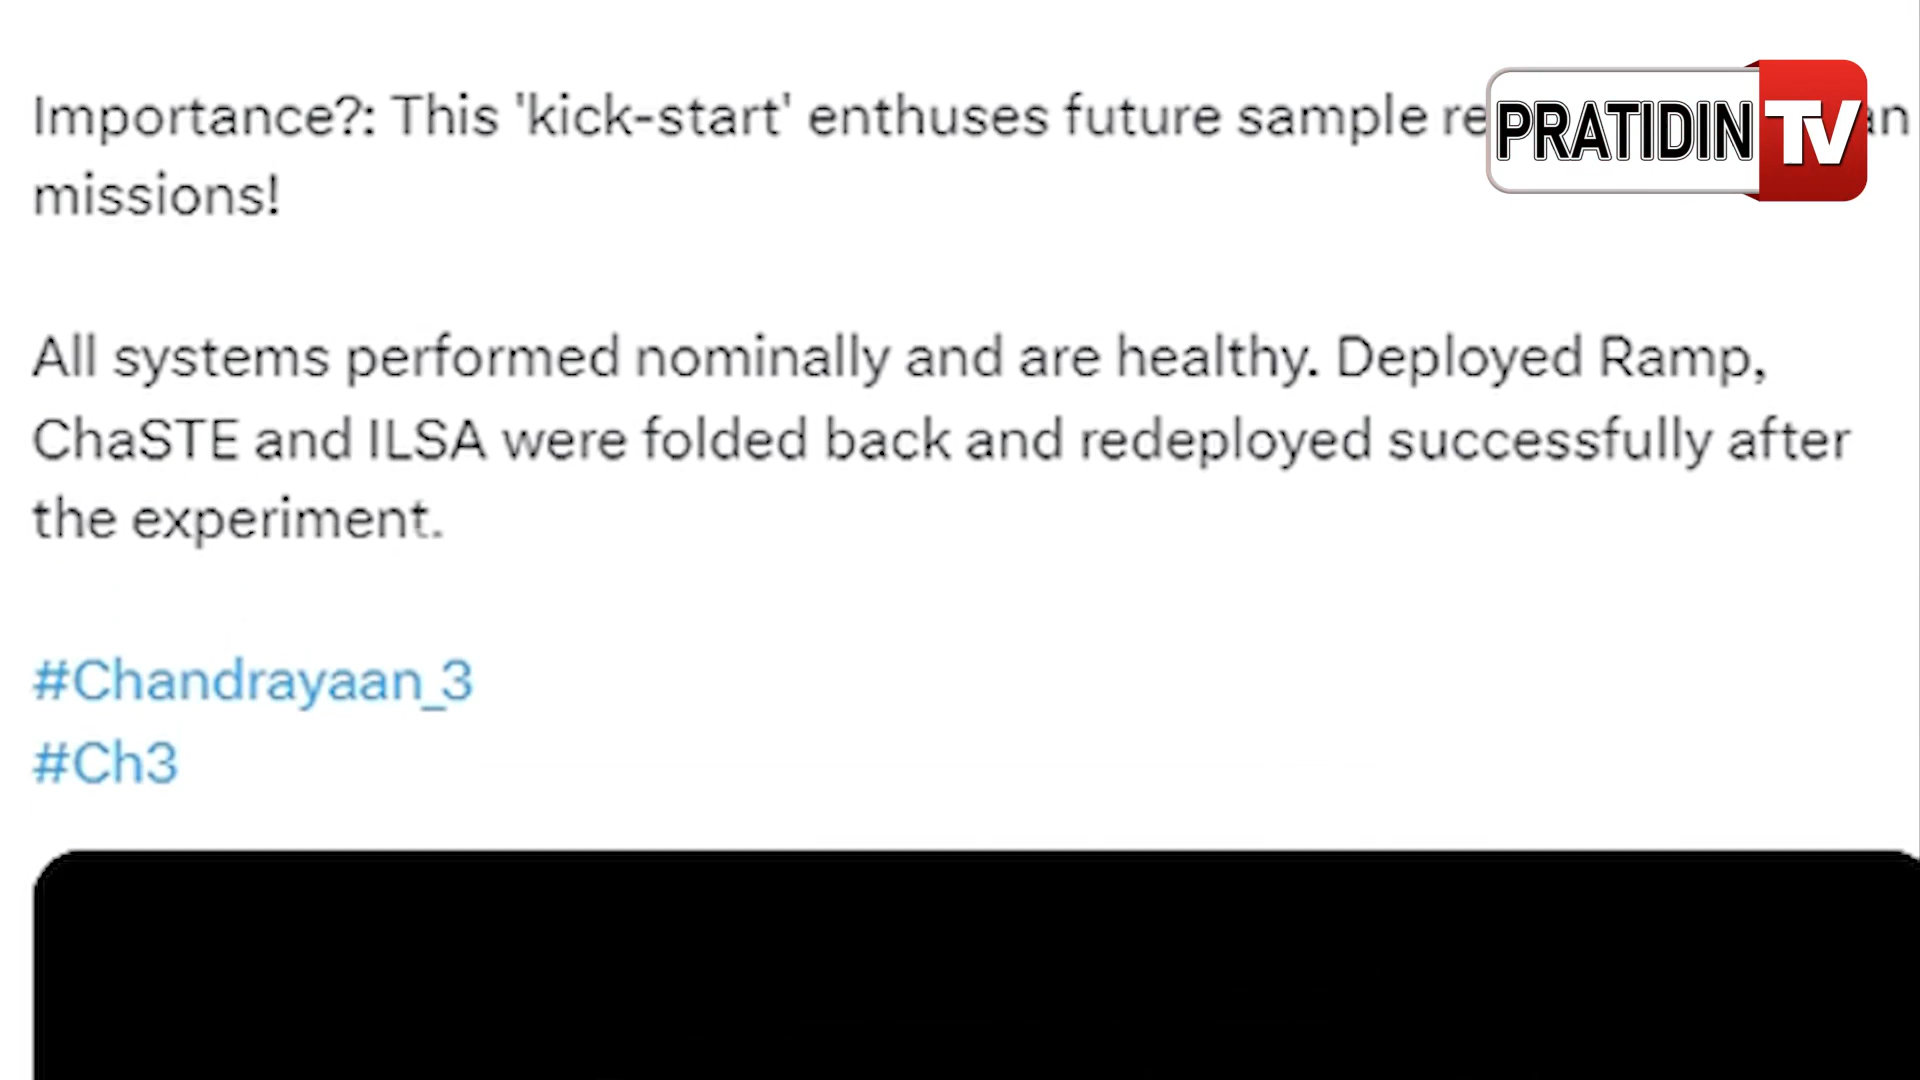 Importance?: This 'kick-start' enthuses future sample
missions!
All systems performed nominally and are healthy. Deployed Ramp,
ChaSTE and ILSA were folded back and redeployed successfully after
the experiment.
#Chandrayaan_3
#Ch3
PRATIDIN TV